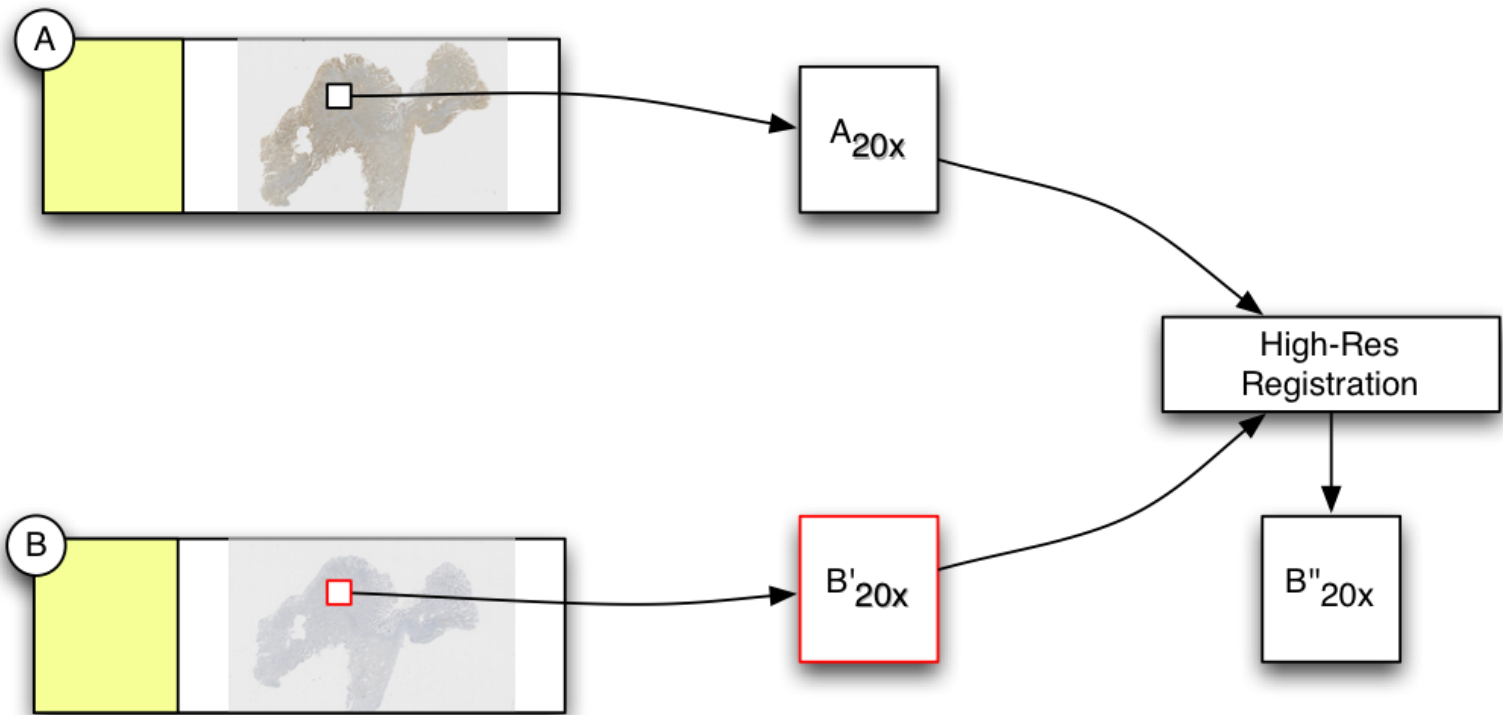 A
A20x
High-Res
Registration
B
B'20x
B"20x